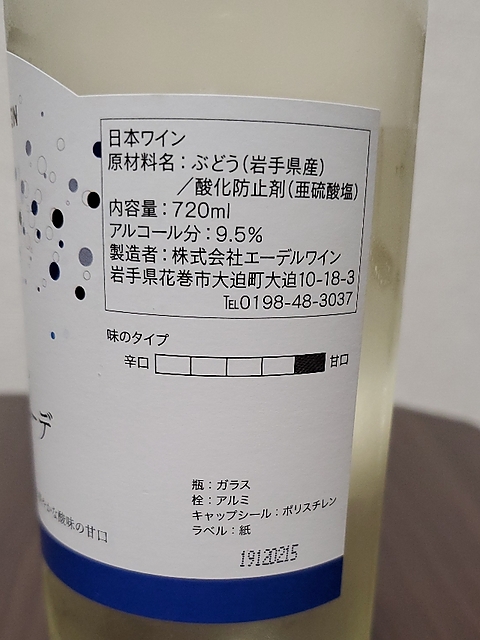 日本ワイン
原材料名：ぶどう（岩手県産）
／酸化防止剤（亜硫酸塩）
内容量：720ml
アルコール分：9.5%
製造者：株式会社エーデルワイン
岩手県花巻市大迫町大迫10-18-3
TEL0198-48-3037
味のタイプ
辛口 甘口
ーデ
酸味の甘口
瓶：ガラス
栓：アルミ
キャップシール：ポリスチレン
ラベル：紙
19120215